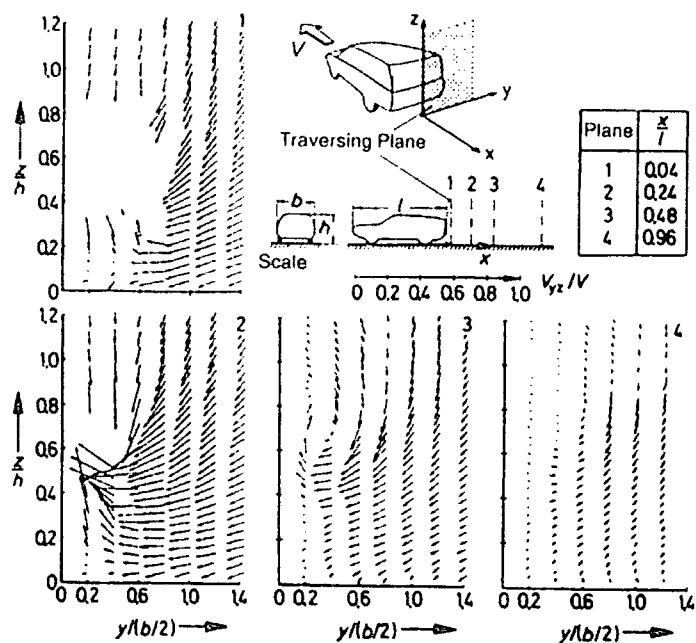 1.2
1.0
0.8
0.6
0.4
0.2
0
z/h
1
V
z
y
x
Traversing Plane
b
h
Scale
l
1 2 3 4
x
0 0.2 0.4 0.6 0.8 1.0
V_yz/V
Plane x/l
1 0.04
2 0.24
3 0.48
4 0.96
1.2
1.0
0.8
0.6
0.4
0.2
0
z/h
2
0 0.2 0.6 1.0 1.4
y/(b/2)
3
0 0.2 0.6 1.0 1.4
y/(b/2)
4
0 0.2 0.6 1.0 1.4
y/(b/2)